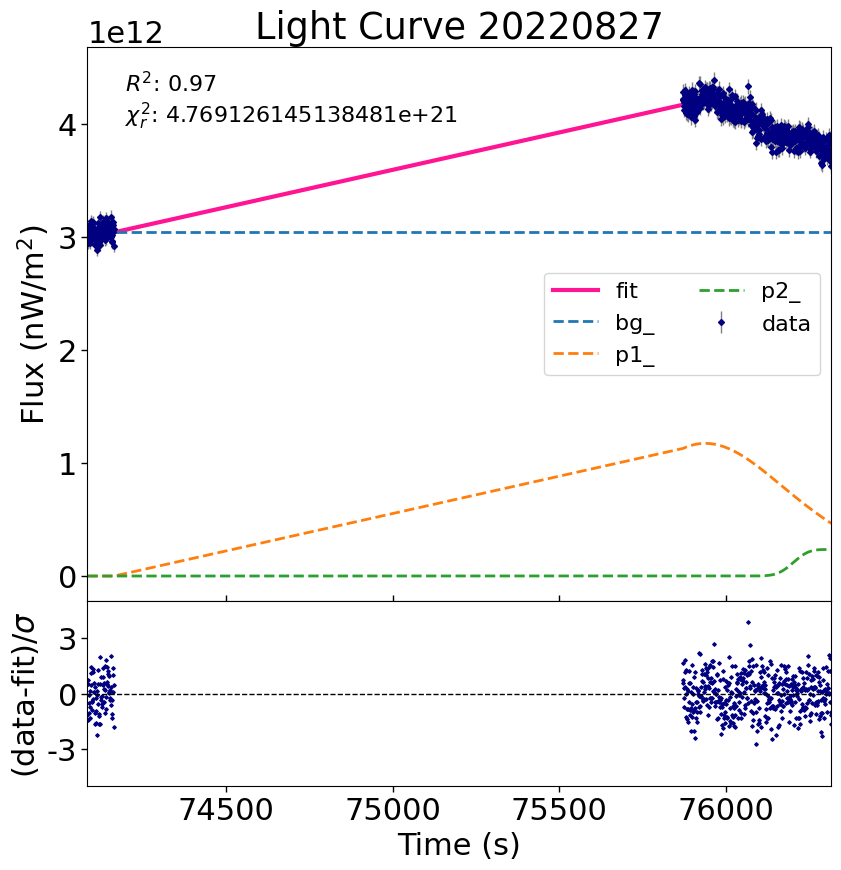 Light Curve 20220827
1e12
R²: 0.97
χ²ᵣ: 4.769126145138481e+21
4
3
2
1
0
Flux (nW/m²)
fit
bg_
p1_
p2_
data
3
0
-3
(data-fit)/σ
74500 75000 75500 76000
Time (s)